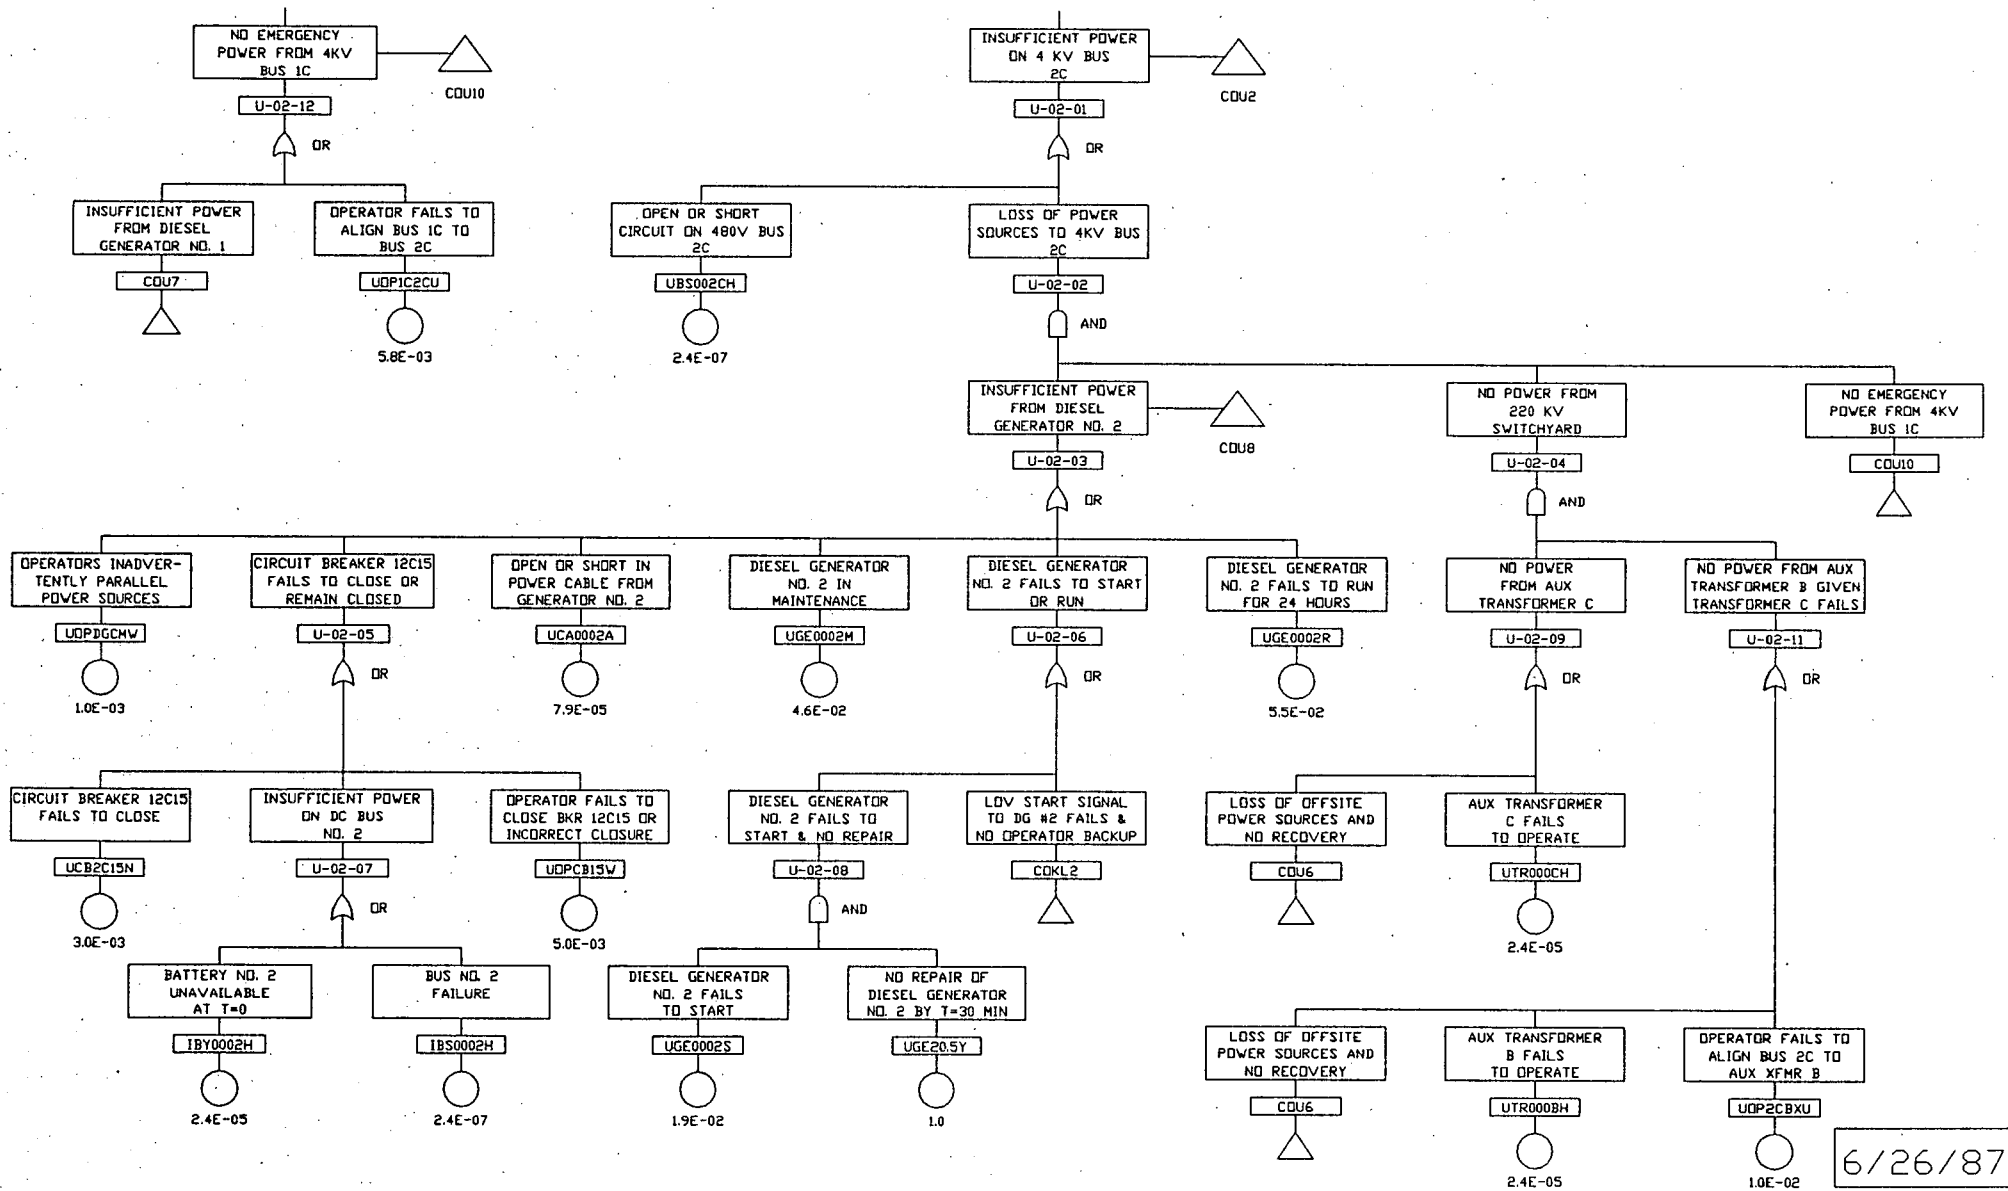 NO EMERGENCY
POWER FROM 4KV
BUS 1C
COU10
U-02-12
OR
INSUFFICIENT POWER
FROM DIESEL
GENERATOR NO. 1
COU7
OPERATOR FAILS TO
ALIGN BUS 1C TO
BUS 2C
UOP1C2CU
5.8E-03
INSUFFICIENT POWER
ON 4 KV BUS
2C
COU2
U-02-01
OR
OPEN OR SHORT
CIRCUIT ON 480V BUS
2C
UBS002CH
2.4E-07
LOSS OF POWER
SOURCES TO 4KV BUS
2C
U-02-02
AND
INSUFFICIENT POWER
FROM DIESEL
GENERATOR NO. 2
COU8
U-02-03
OR
NO POWER FROM
220 KV
SWITCHYARD
U-02-04
AND
NO EMERGENCY
POWER FROM 4KV
BUS 1C
COU10
OPERATORS INADVER-
TENTLY PARALLEL
POWER SOURCES
UOPDGCMW
1.0E-03
CIRCUIT BREAKER 12C15
FAILS TO CLOSE OR
REMAIN CLOSED
U-02-05
OR
OPEN OR SHORT IN
POWER CABLE FROM
GENERATOR NO. 2
UCA0002A
7.9E-05
DIESEL GENERATOR
NO. 2 IN
MAINTENANCE
UGE0002M
4.6E-02
DIESEL GENERATOR
NO. 2 FAILS TO START
OR RUN
U-02-06
OR
DIESEL GENERATOR
NO. 2 FAILS TO RUN
FOR 24 HOURS
UGE0002R
5.5E-02
NO POWER
FROM AUX
TRANSFORMER C
U-02-09
OR
NO POWER FROM AUX
TRANSFORMER B GIVEN
TRANSFORMER C FAILS
U-02-11
OR
CIRCUIT BREAKER 12C15
FAILS TO CLOSE
UCB2C15N
3.0E-03
INSUFFICIENT POWER
ON DC BUS
NO. 2
U-02-07
OR
OPERATOR FAILS TO
CLOSE BKR 12C15 OR
INCORRECT CLOSURE
UOPCB15W
5.0E-03
DIESEL GENERATOR
NO. 2 FAILS TO
START & NO REPAIR
U-02-08
AND
LOV START SIGNAL
TO DG #2 FAILS &
NO OPERATOR BACKUP
COKL2
LOSS OF OFFSITE
POWER SOURCES AND
NO RECOVERY
COU6
AUX TRANSFORMER
C FAILS
TO OPERATE
UTR000CH
2.4E-05
BATTERY NO. 2
UNAVAILABLE
AT T=0
IBY0002H
2.4E-05
BUS NO. 2
FAILURE
IBS0002H
2.4E-07
DIESEL GENERATOR
NO. 2 FAILS
TO START
UGE0002S
1.9E-02
NO REPAIR OF
DIESEL GENERATOR
NO. 2 BY T=30 MIN
UGE20.5Y
1.0
LOSS OF OFFSITE
POWER SOURCES AND
NO RECOVERY
COU6
AUX TRANSFORMER
B FAILS
TO OPERATE
UTR000BH
2.4E-05
OPERATOR FAILS TO
ALIGN BUS 2C TO
AUX XFMR B
UOP2CBXU
1.0E-02
6/26/87